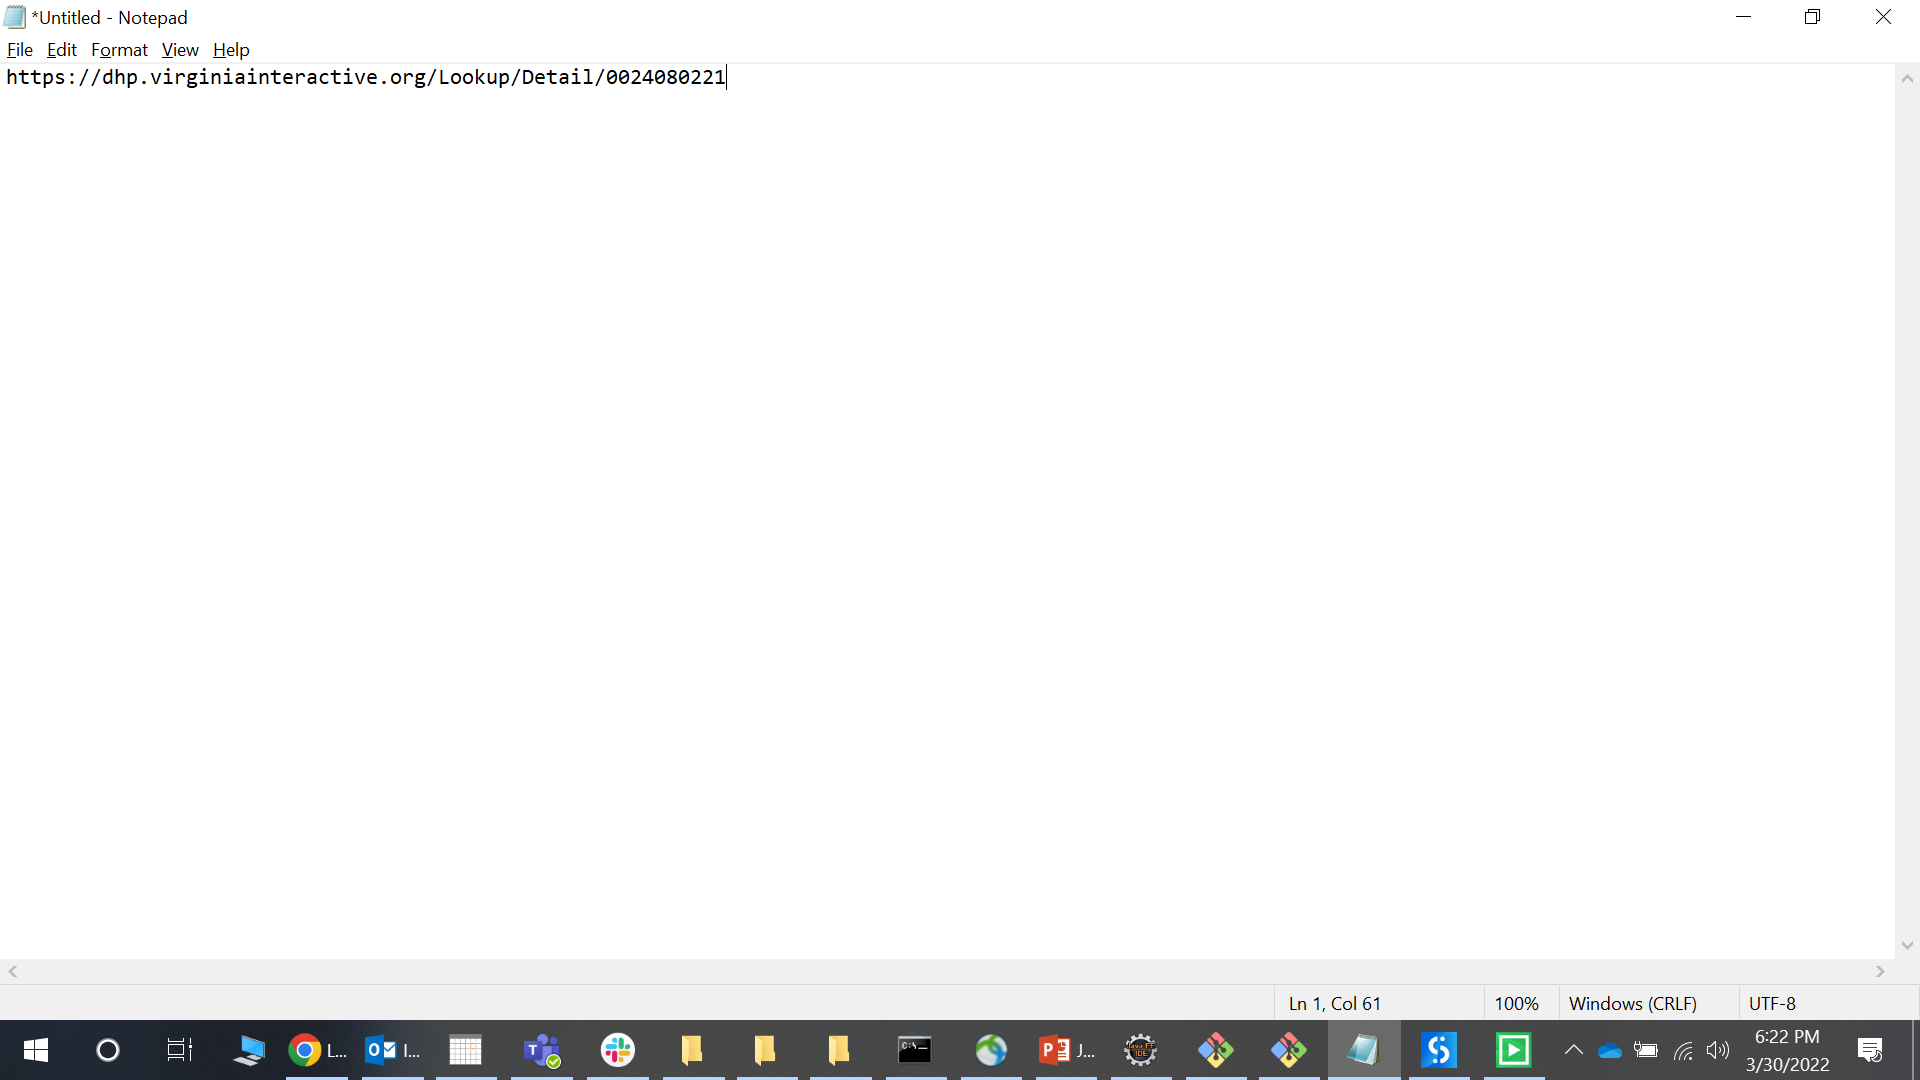 *Untitled - Notepad
File Edit Format View Help
https://dhp.virginiainteractive.org/Lookup/Detail/0024080221
Ln 1, Col 61 100% Windows (CRLF) UTF-8
L... I... J...
6:22 PM
3/30/2022